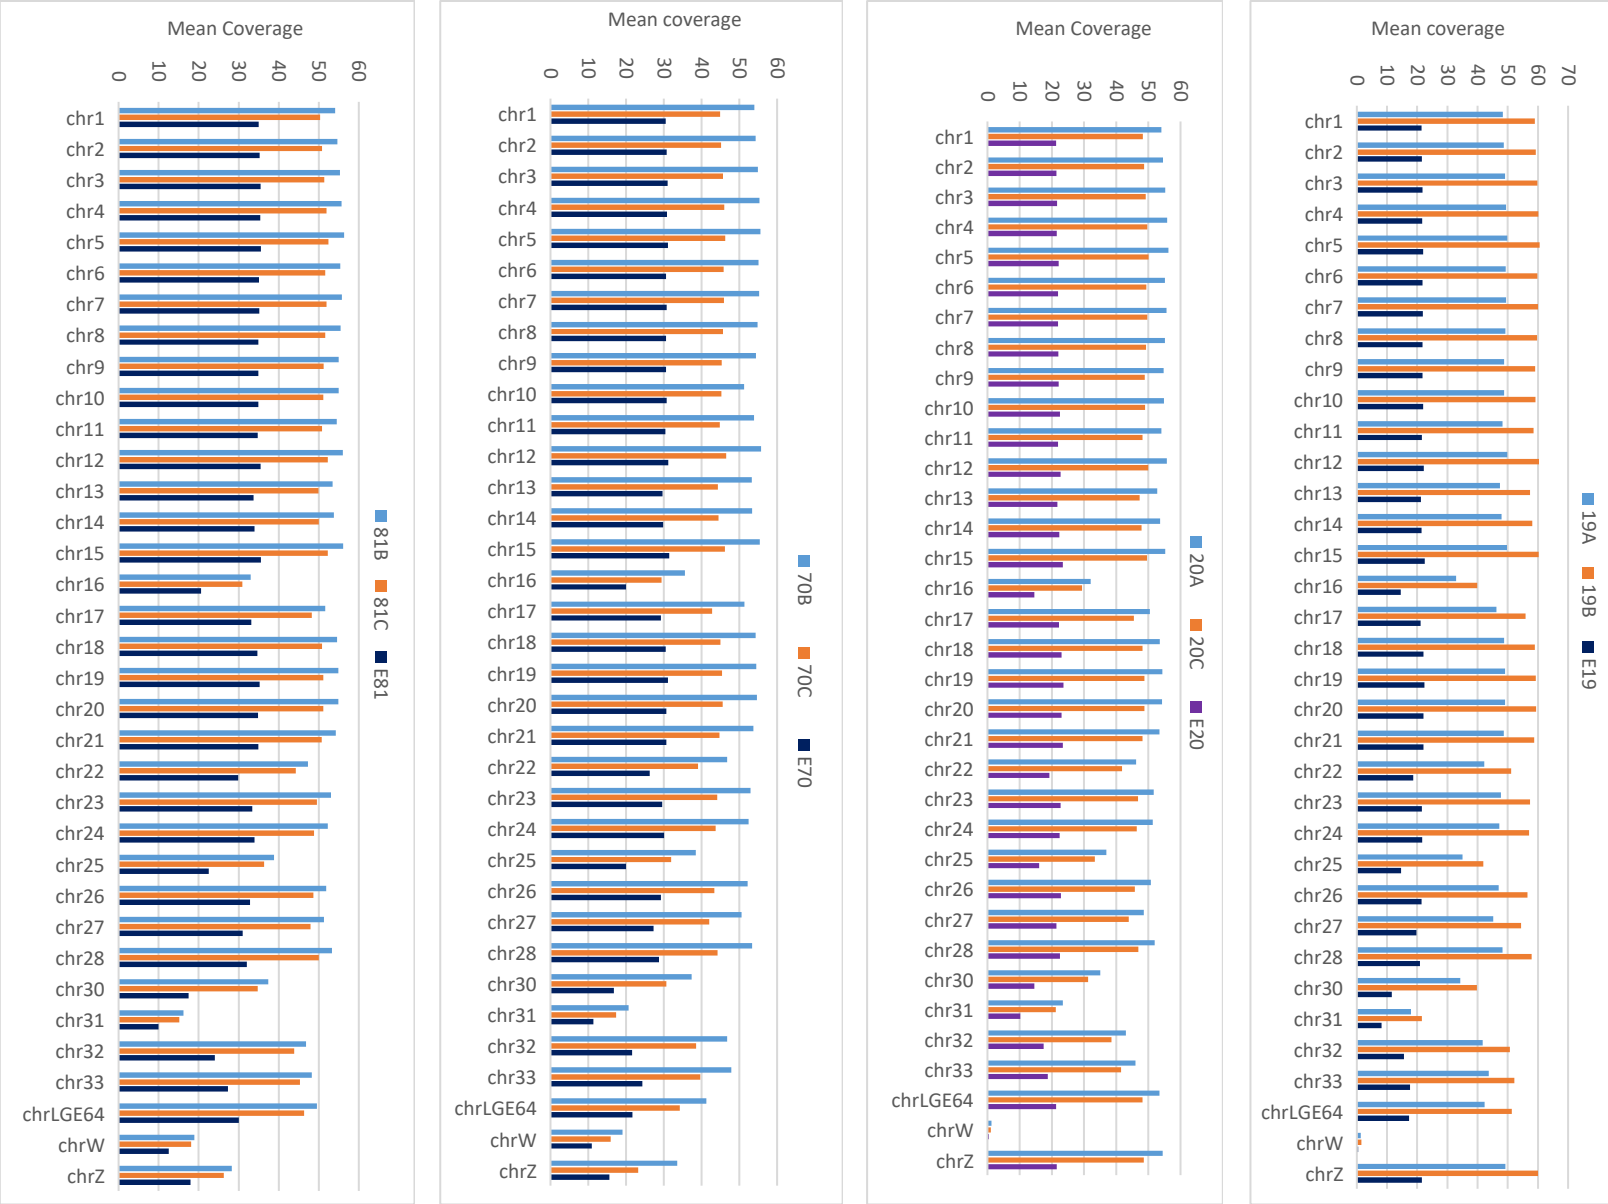 Mean Coverage
0 10 20 30 40 50 60
chr1
chr2
chr3
chr4
chr5
chr6
chr7
chr8
chr9
chr10
chr11
chr12
chr13
chr14
chr15
chr16
chr17
chr18
chr19
chr20
chr21
chr22
chr23
chr24
chr25
chr26
chr27
chr28
chr30
chr31
chr32
chr33
chrLGE64
chrW
chrZ
81B 81C E81
Mean coverage
0 10 20 30 40 50 60
chr1
chr2
chr3
chr4
chr5
chr6
chr7
chr8
chr9
chr10
chr11
chr12
chr13
chr14
chr15
chr16
chr17
chr18
chr19
chr20
chr21
chr22
chr23
chr24
chr25
chr26
chr27
chr28
chr30
chr31
chr32
chr33
chrLGE64
chrW
chrZ
70B 70C E70
Mean Coverage
0 10 20 30 40 50 60
chr1
chr2
chr3
chr4
chr5
chr6
chr7
chr8
chr9
chr10
chr11
chr12
chr13
chr14
chr15
chr16
chr17
chr18
chr19
chr20
chr21
chr22
chr23
chr24
chr25
chr26
chr27
chr28
chr30
chr31
chr32
chr33
chrLGE64
chrW
chrZ
20A 20C E20
Mean coverage
0 10 20 30 40 50 60 70
chr1
chr2
chr3
chr4
chr5
chr6
chr7
chr8
chr9
chr10
chr11
chr12
chr13
chr14
chr15
chr16
chr17
chr18
chr19
chr20
chr21
chr22
chr23
chr24
chr25
chr26
chr27
chr28
chr30
chr31
chr32
chr33
chrLGE64
chrW
chrZ
19A 19B E19